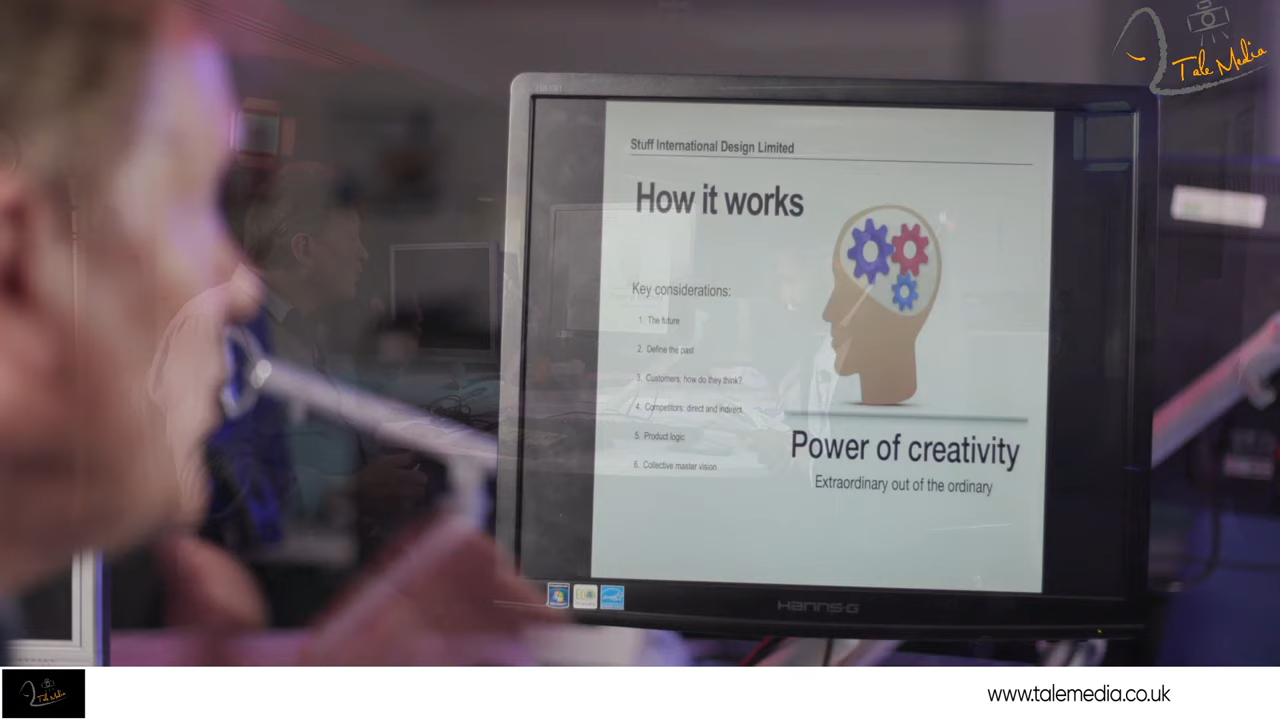 Tale Media
Stuff International Design Limited
How it works
Key considerations:
1. The future
2. Define the past
3. Customers: how do they think?
4. Competitors: direct and indirect
5. Product logic
6. Collective master vision
Power of creativity
Extraordinary out of the ordinary
HANNS-G
Tale Media
www.talemedia.co.uk